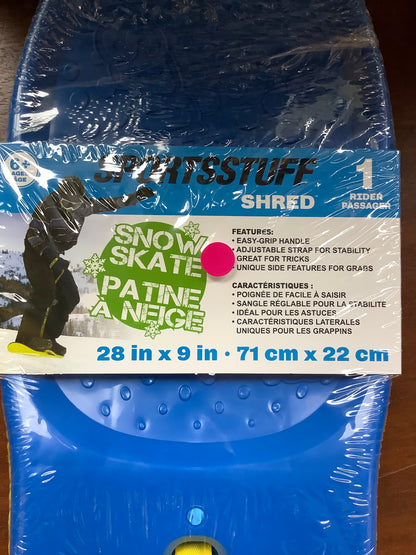 6+
AGES
ÂGE
SPORTSSTUFF
SHRED
1
RIDER
PASSAGER
SNOW
SKATE
PATINE
À NEIGE
FEATURES:
• EASY-GRIP HANDLE
• ADJUSTABLE STRAP FOR STABILITY
• GREAT FOR TRICKS
• UNIQUE SIDE FEATURES FOR GRABS
CARACTÉRISTIQUES :
• POIGNÉE DE FACILE À SAISIR
• SANGLE RÉGLABLE POUR LA STABILITÉ
• IDÉAL POUR LES ASTUCES
• CARACTÉRISTIQUES LATERALES
UNIQUES POUR LES GRAPPINS
28 in x 9 in · 71 cm x 22 cm